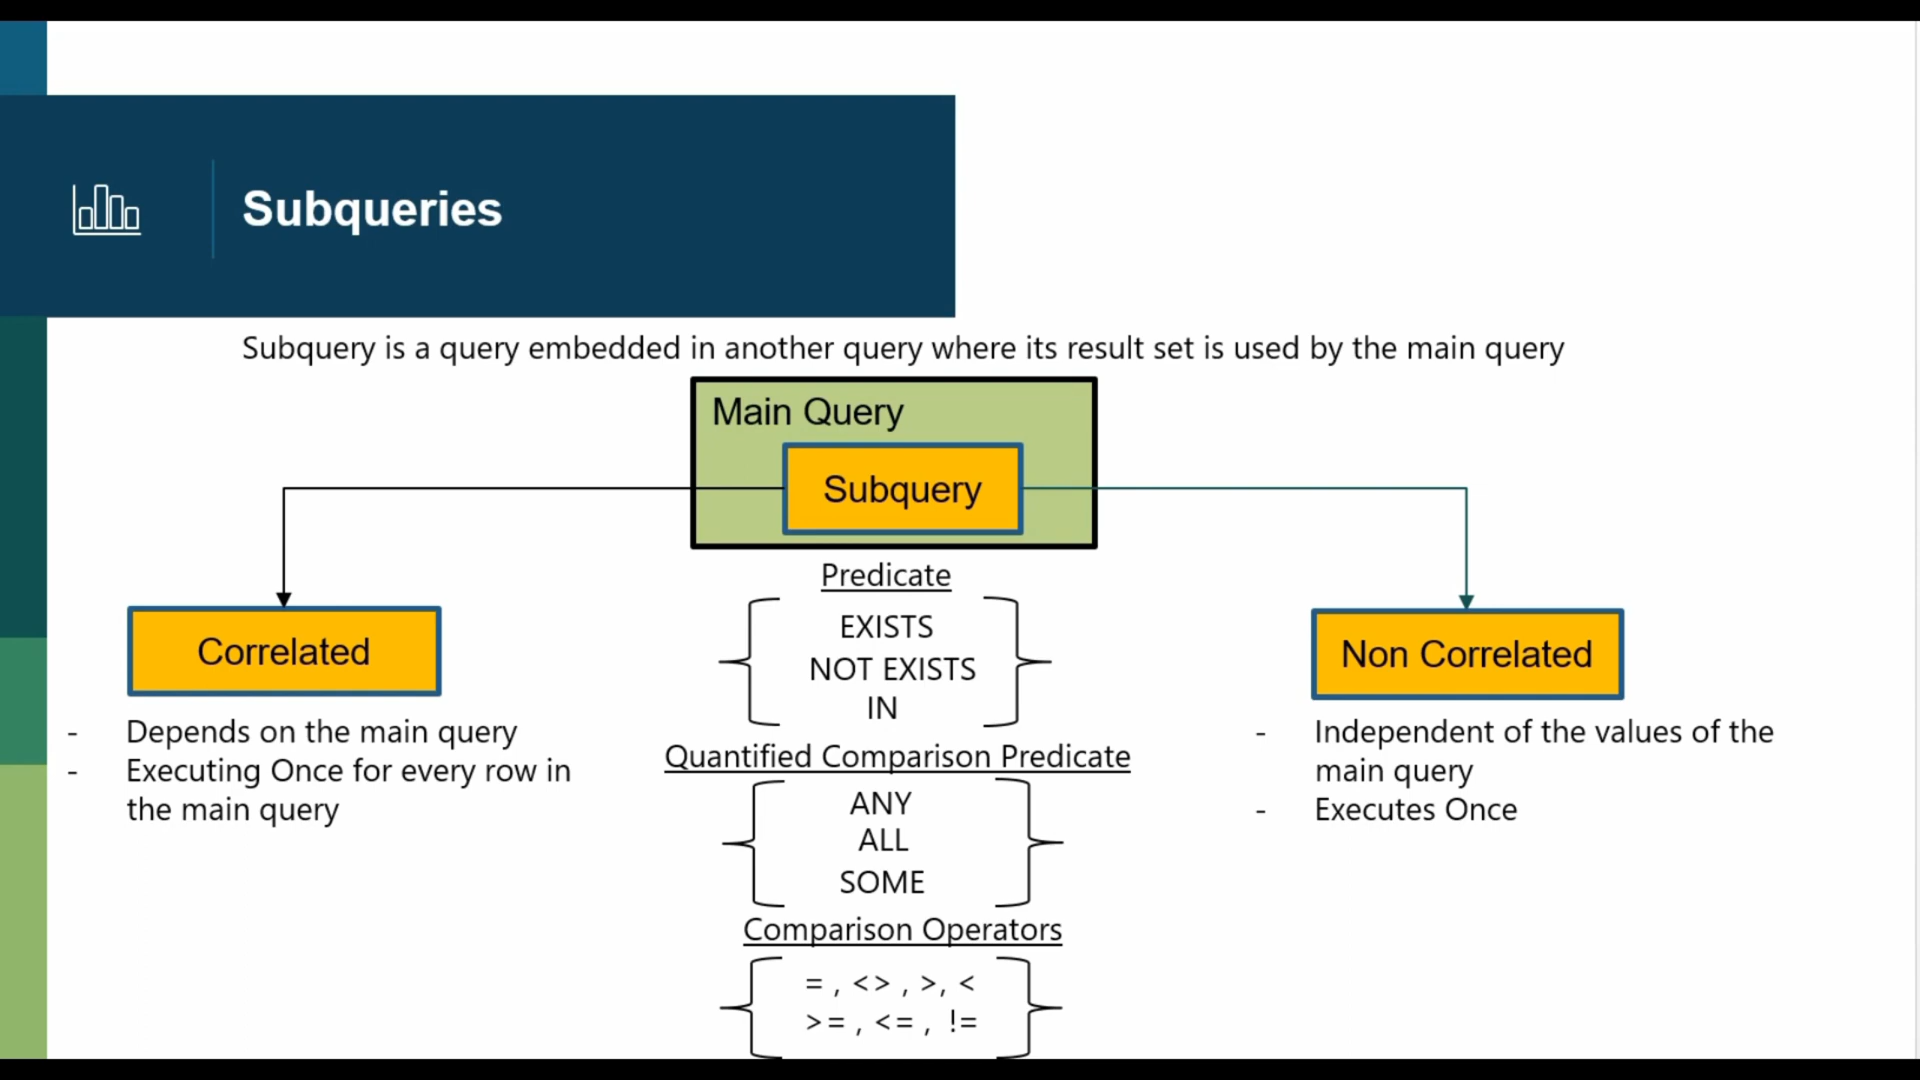 Subqueries
Subquery is a query embedded in another query where its result set is used by the main query
Main Query
Subquery
Correlated
- Depends on the main query
- Executing Once for every row in
the main query
Predicate
EXISTS
NOT EXISTS
IN
Quantified Comparison Predicate
ANY
ALL
SOME
Comparison Operators
= , <> , >, <
>= , <= , !=
Non Correlated
- Independent of the values of the
main query
- Executes Once